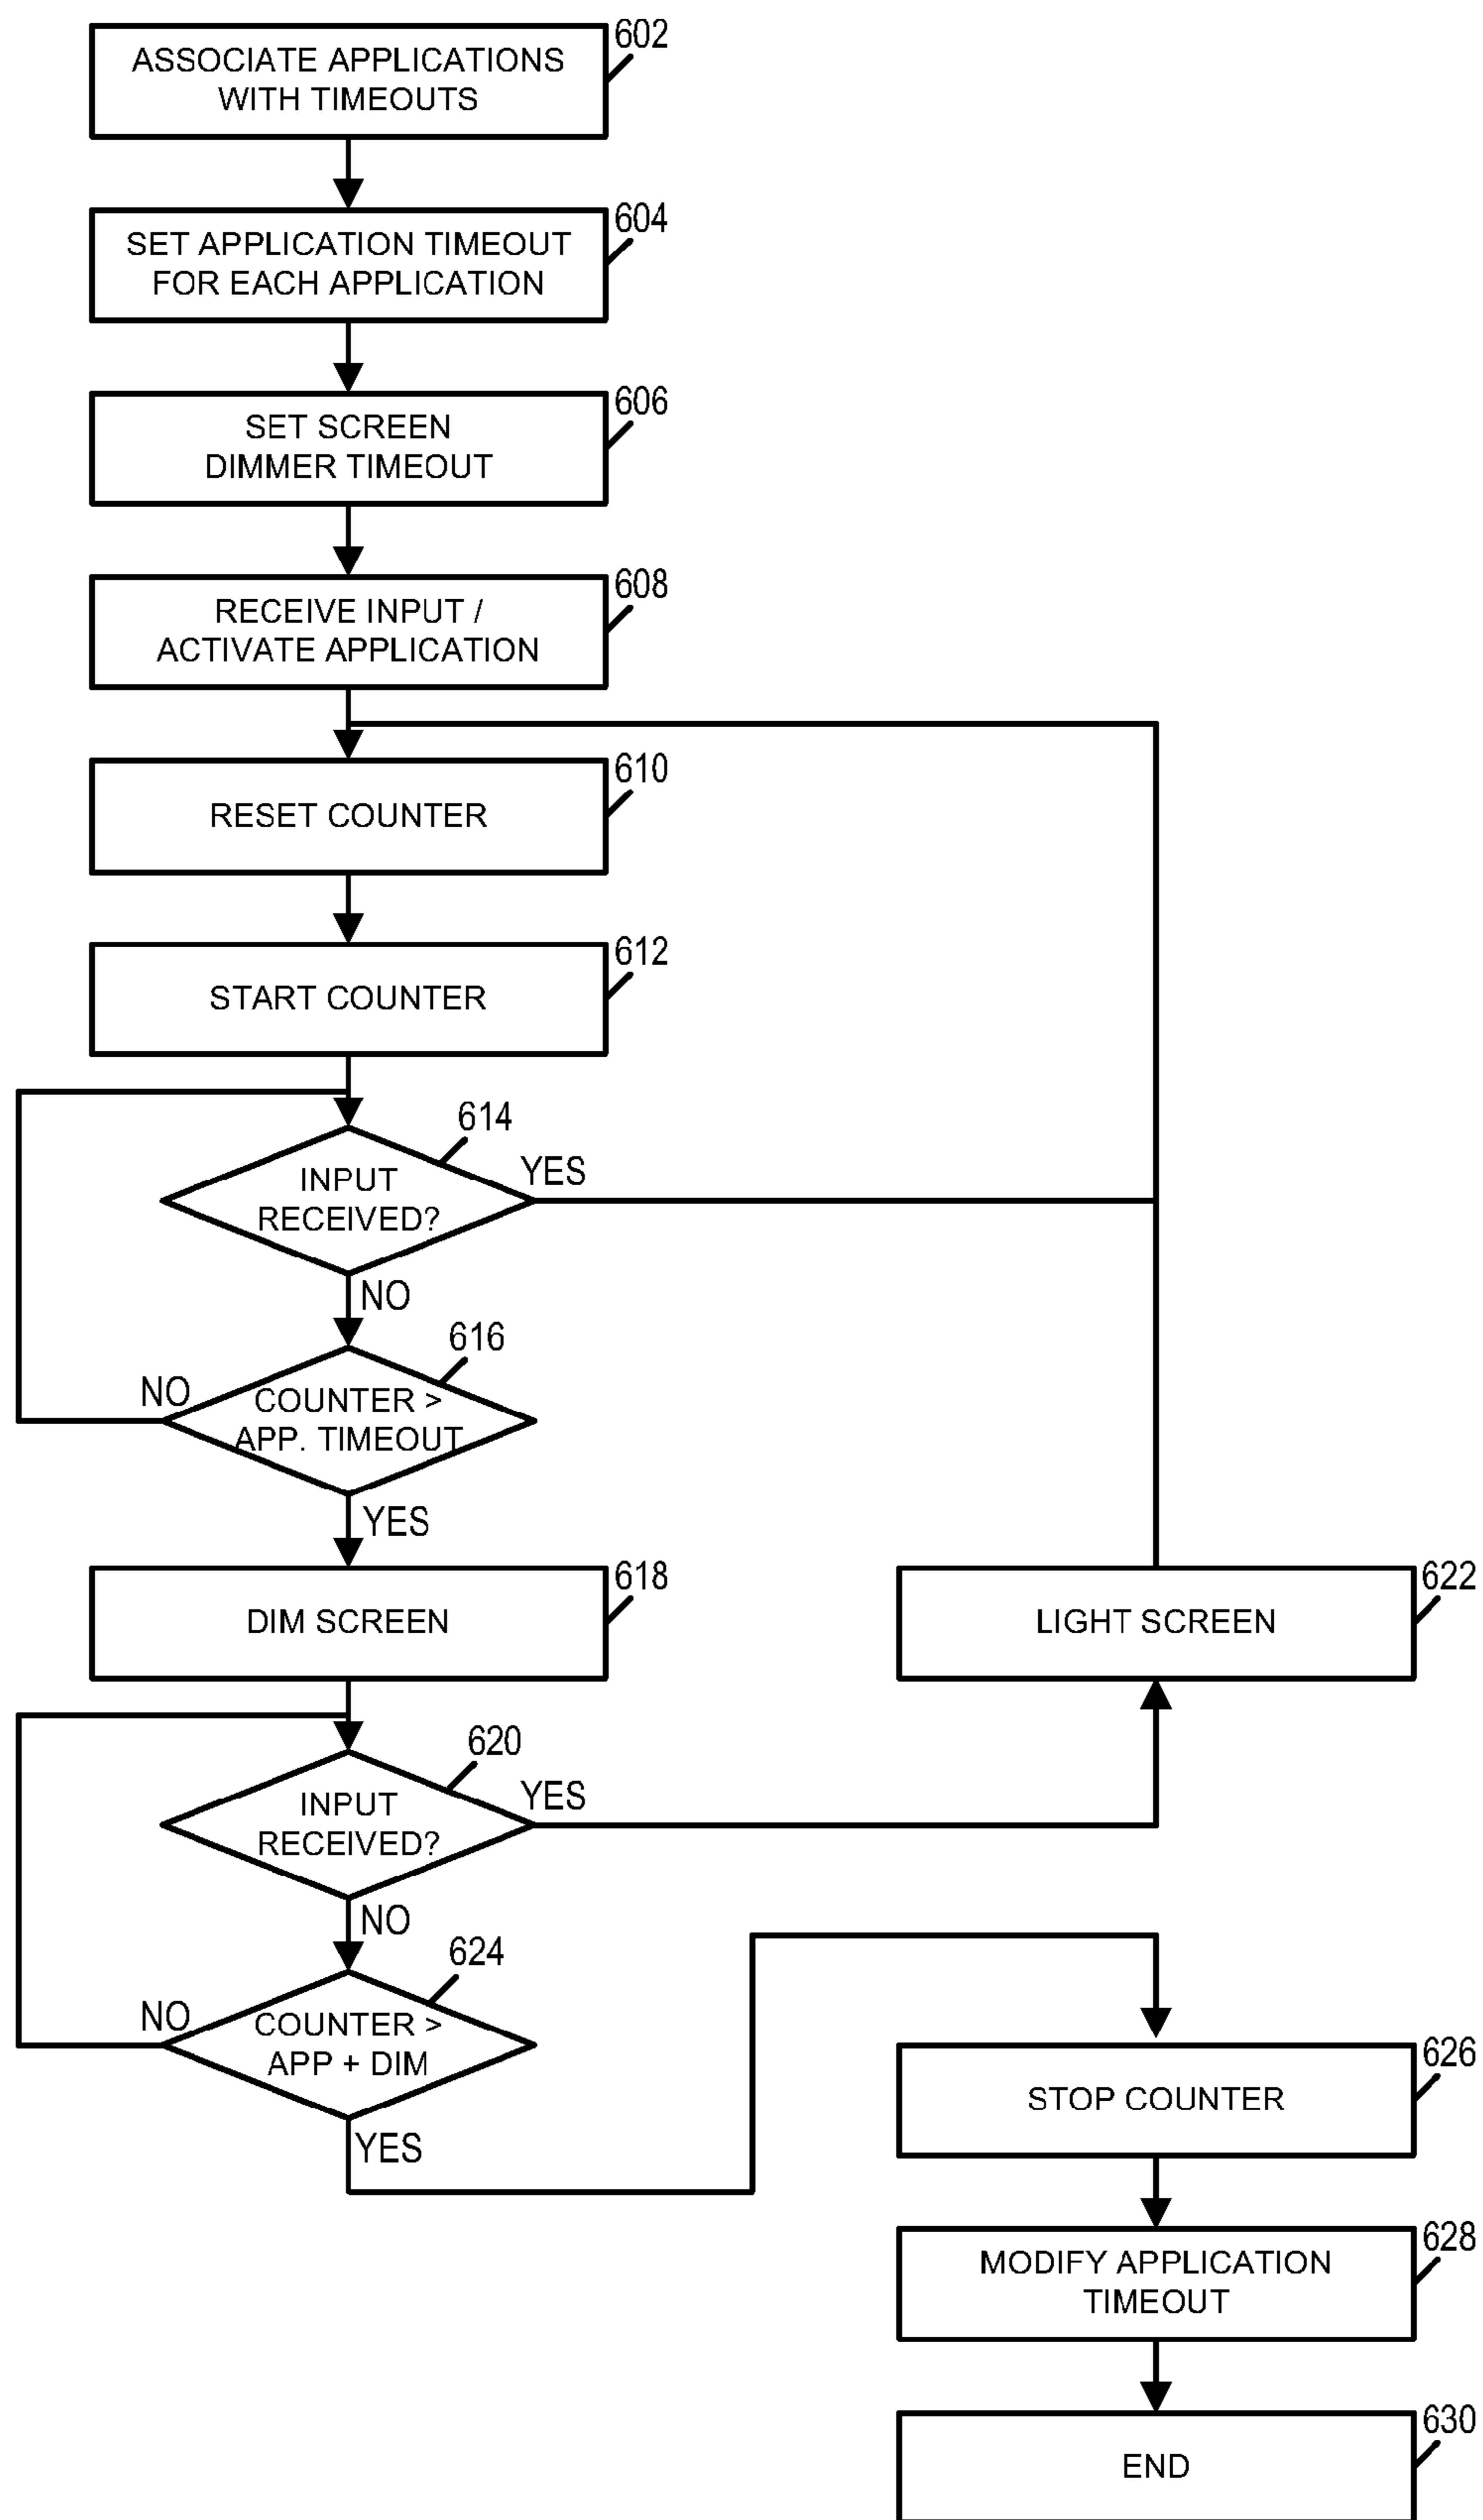 602
ASSOCIATE APPLICATIONS
WITH TIMEOUTS
604
SET APPLICATION TIMEOUT
FOR EACH APPLICATION
606
SET SCREEN
DIMMER TIMEOUT
608
RECEIVE INPUT /
ACTIVATE APPLICATION
610
RESET COUNTER
612
START COUNTER
614
INPUT
RECEIVED?
YES
NO
616
COUNTER >
APP. TIMEOUT
NO
YES
618
DIM SCREEN
622
LIGHT SCREEN
620
INPUT
RECEIVED?
YES
NO
624
COUNTER >
APP + DIM
NO
YES
626
STOP COUNTER
628
MODIFY APPLICATION
TIMEOUT
630
END